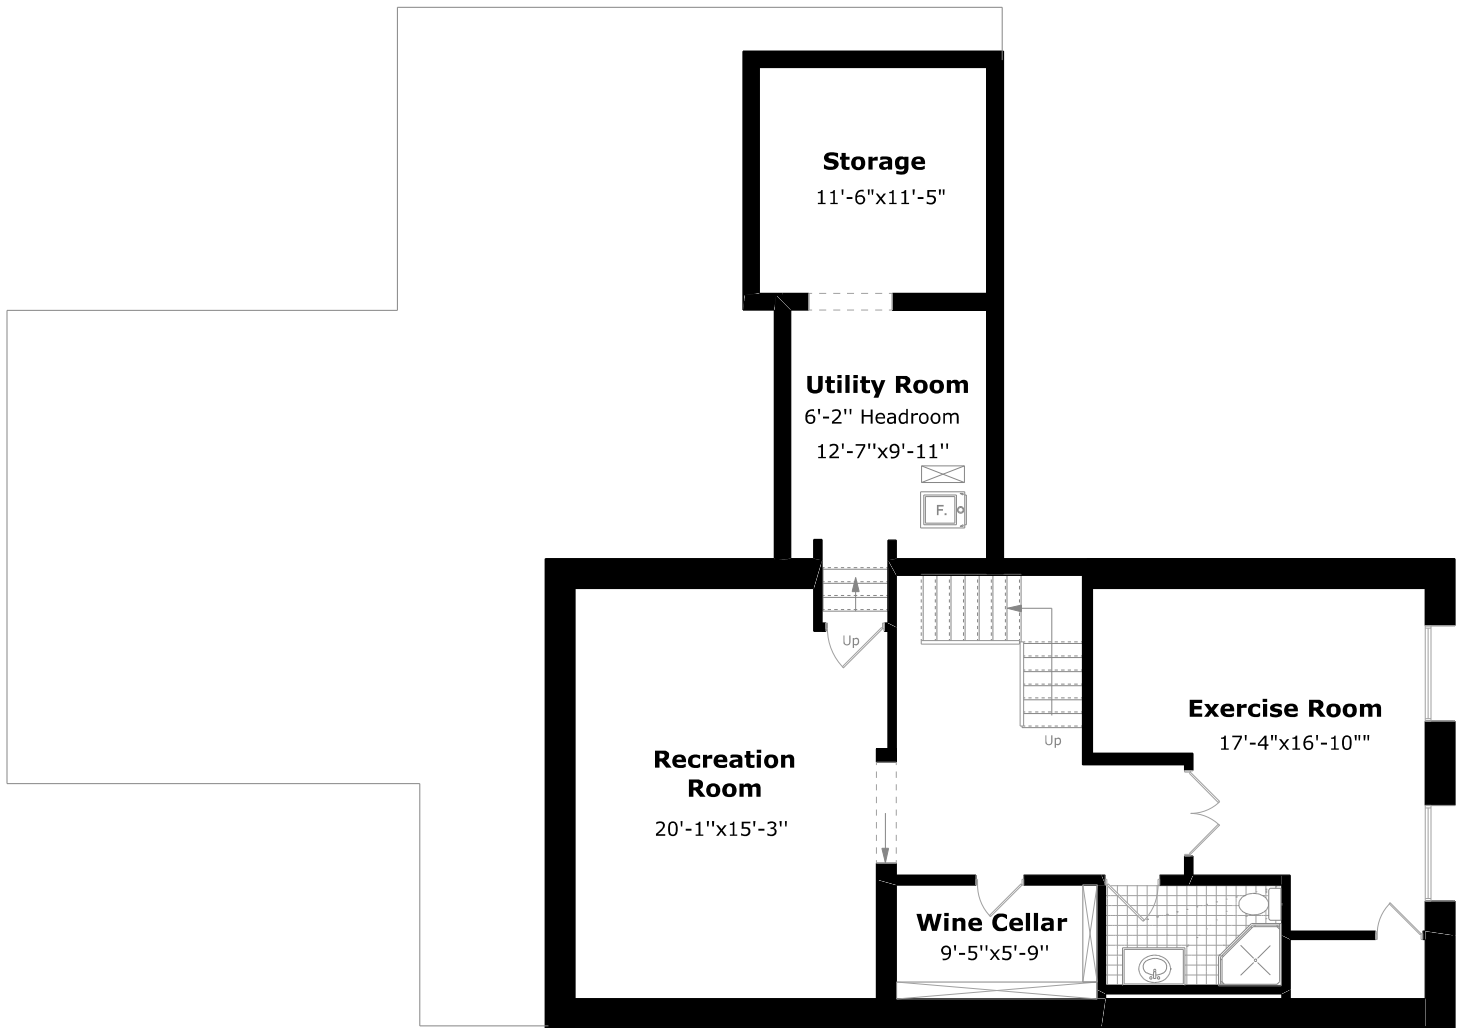 Storage
11'-6"x11'-5"
Utility Room
6'-2'' Headroom
12'-7''x9'-11''
F.
Up
Up
Exercise Room
17'-4"x16'-10""
Recreation
Room
20'-1''x15'-3''
Wine Cellar
9'-5''x5'-9''